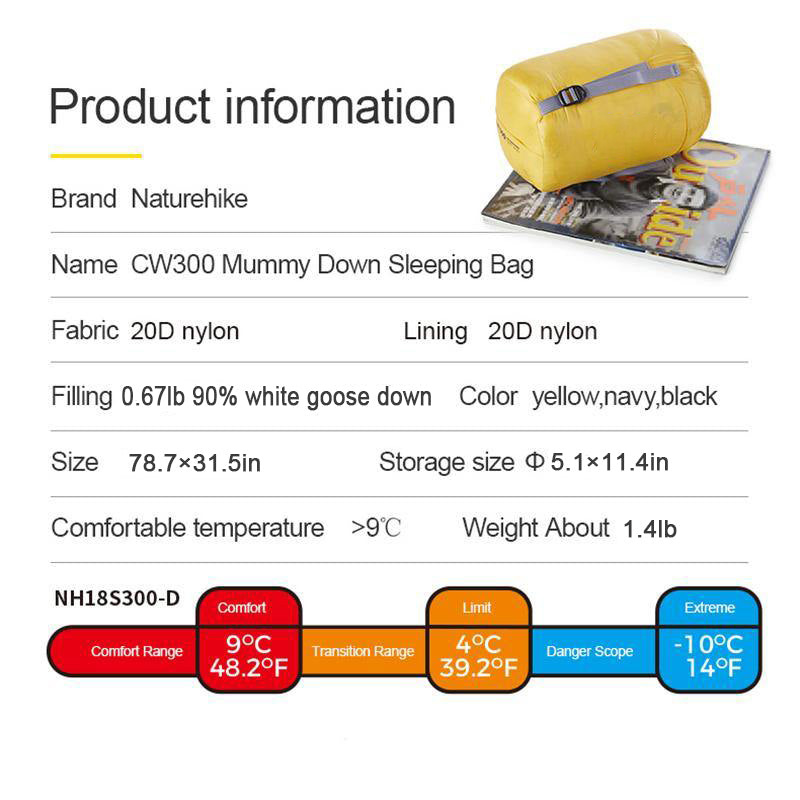 Product information
Brand Naturehike
Name CW300 Mummy Down Sleeping Bag
Fabric 20D nylon Lining 20D nylon
Filling 0.67lb 90% white goose down Color yellow,navy,black
Size 78.7×31.5in Storage size Φ 5.1×11.4in
Comfortable temperature >9℃ Weight About 1.4lb
NH18S300-D
Comfort Limit Extreme
Comfort Range 9°C 48.2°F Transition Range 4°C 39.2°F Danger Scope -10°C 14°F